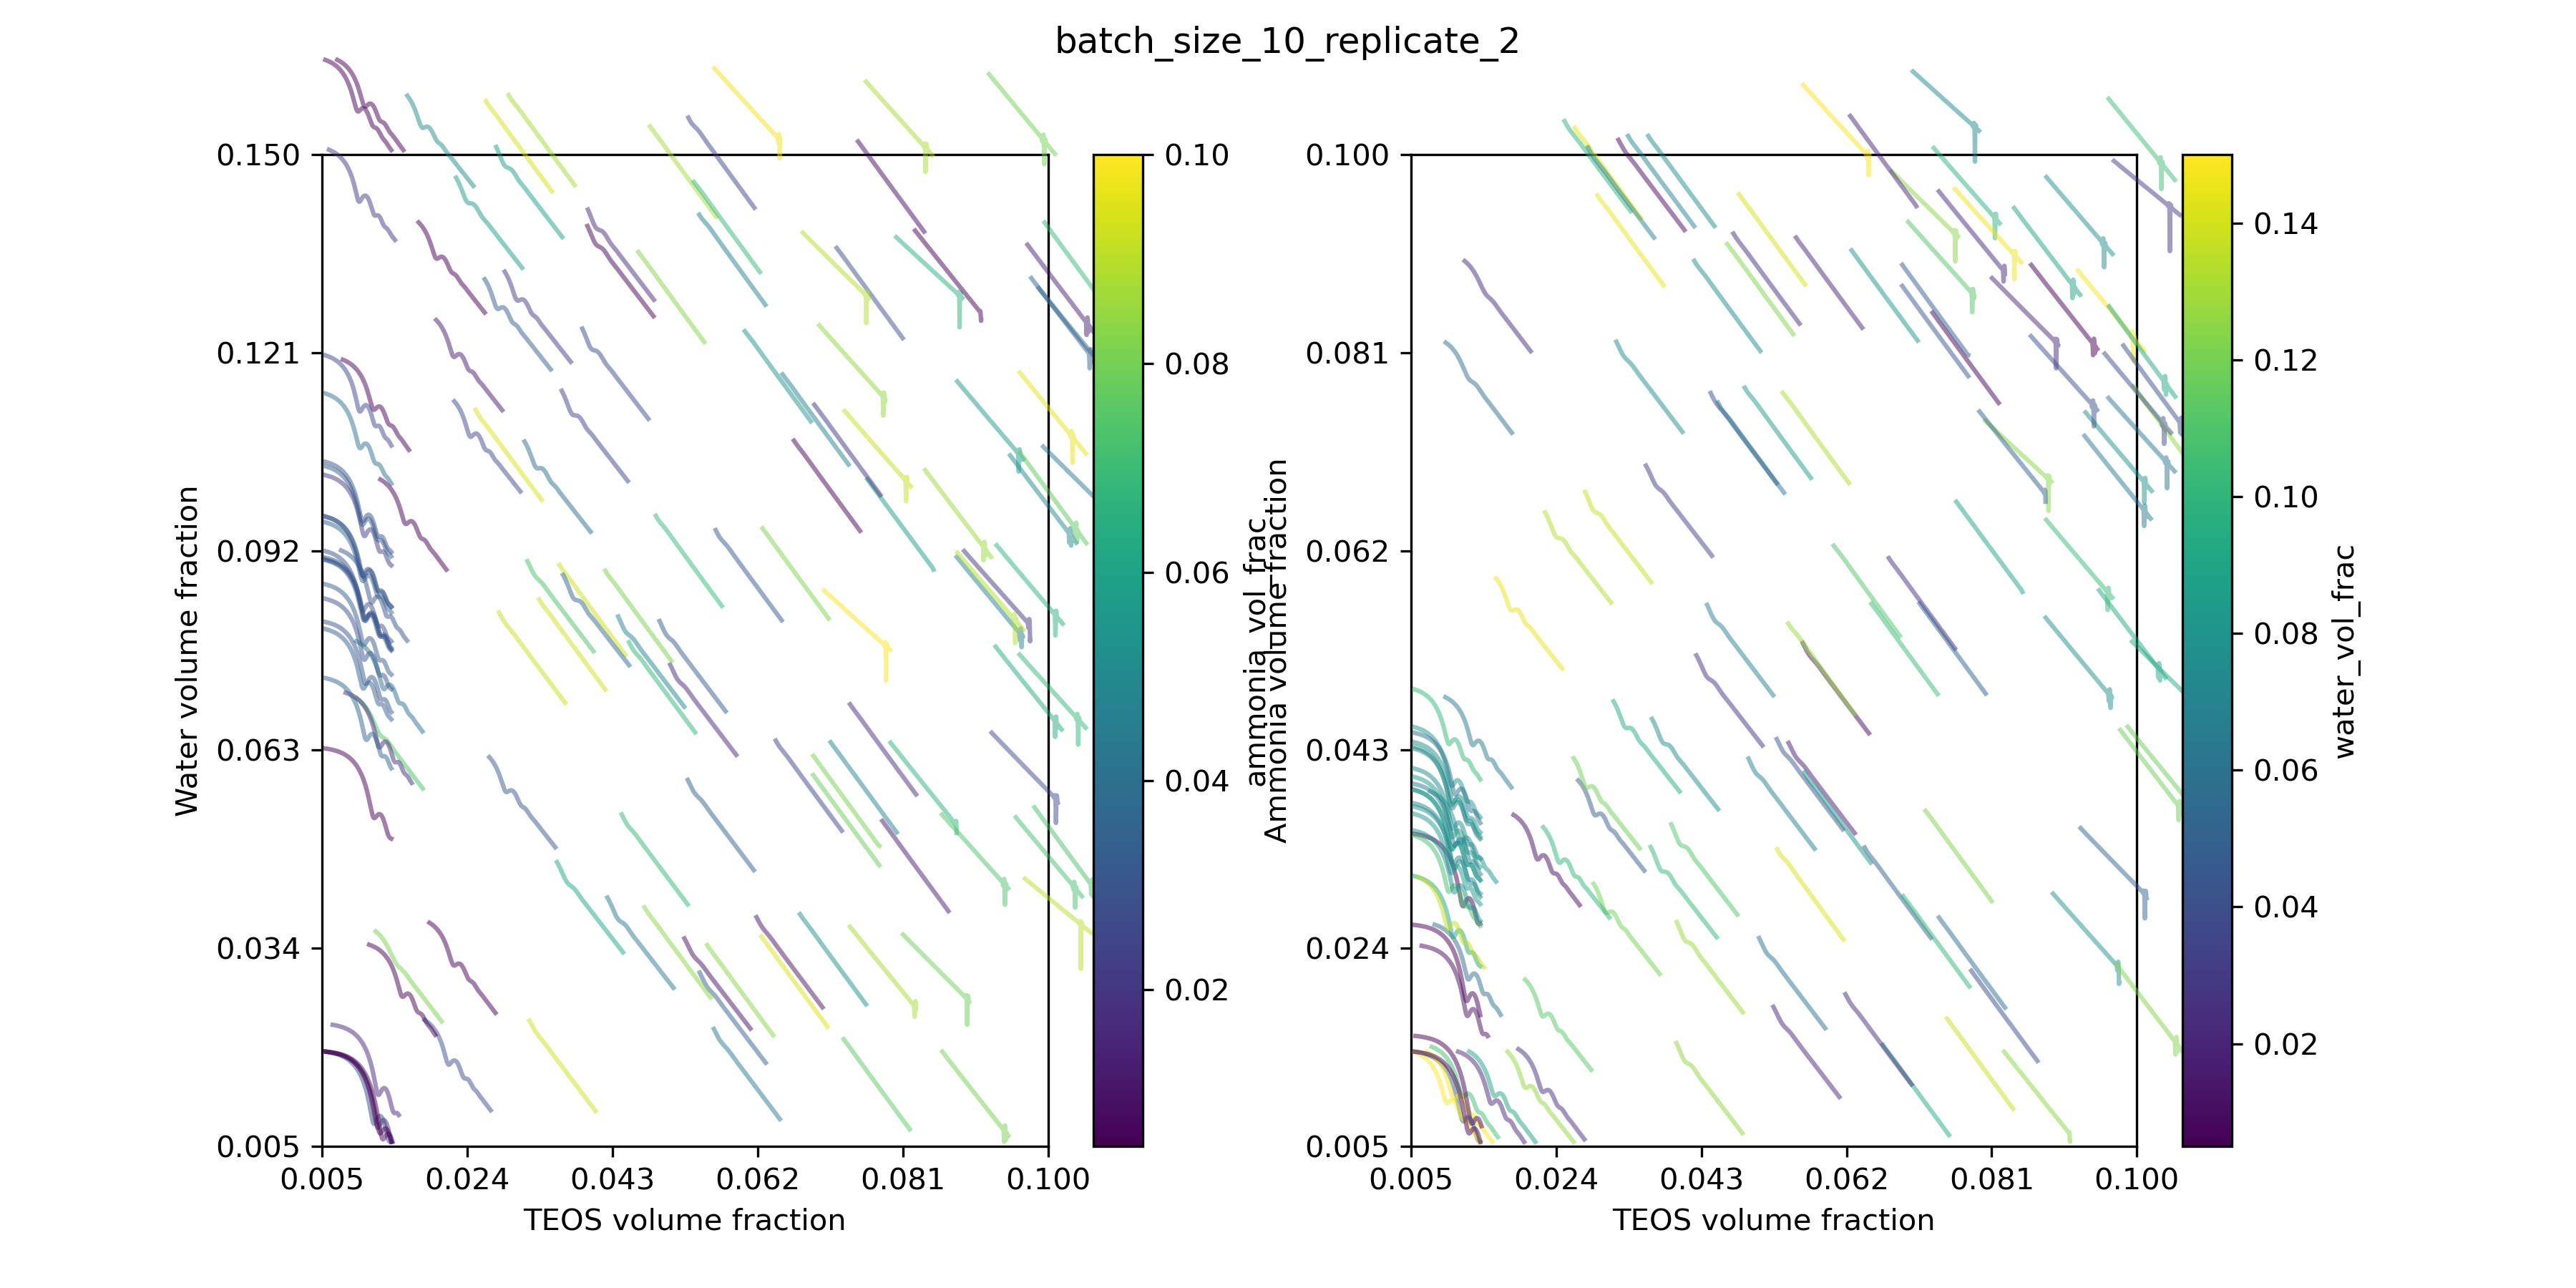 batch_size_10_replicate_2
0.150
0.121
0.092
0.063
0.034
0.005
Water volume fraction
0.005 0.024 0.043 0.062 0.081 0.100
TEOS volume fraction
0.10
0.08
0.06
0.04
0.02
ammonia_vol_frac
Ammonia volume fraction
0.100
0.081
0.062
0.043
0.024
0.005
0.005 0.024 0.043 0.062 0.081 0.100
TEOS volume fraction
0.14
0.12
0.10
0.08
0.06
0.04
0.02
water_vol_frac